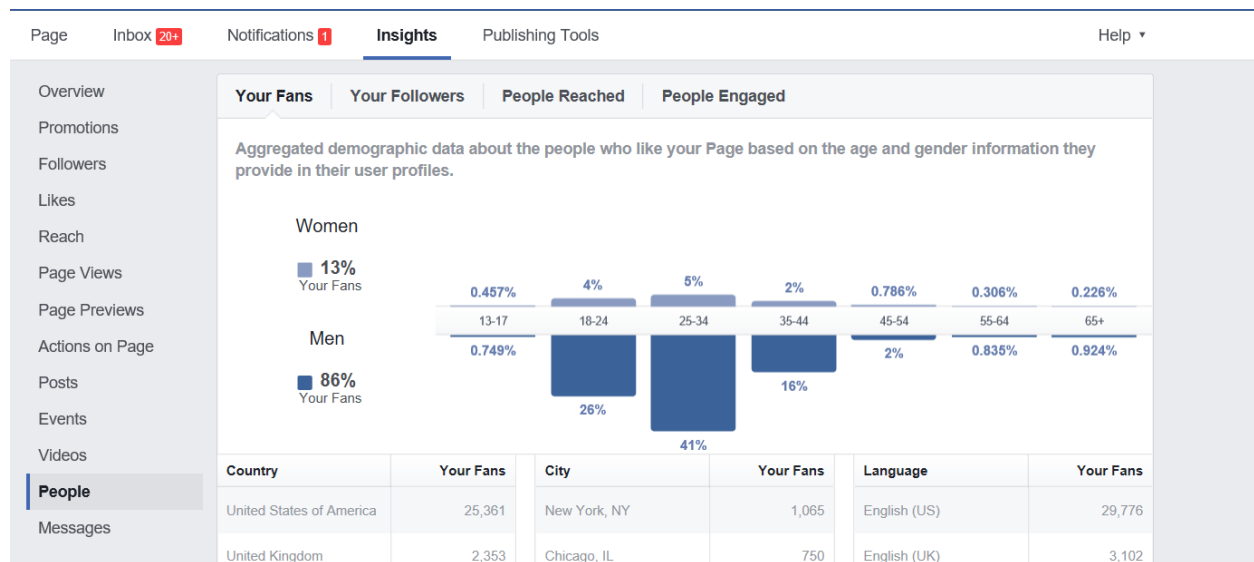 Page Inbox 20+ Notifications 1 Insights Publishing Tools Help
Overview
Promotions
Followers
Likes
Reach
Page Views
Page Previews
Actions on Page
Posts
Events
Videos
People
Messages
Your Fans Your Followers People Reached People Engaged
Aggregated demographic data about the people who like your Page based on the age and gender information they
provide in their user profiles.
Women
13%
Your Fans
0.457% 4% 5% 2% 0.786% 0.306% 0.226%
13-17 18-24 25-34 35-44 45-54 55-64 65+
Men
86%
Your Fans
0.749% 26% 41% 16% 2% 0.835% 0.924%
Country Your Fans City Your Fans Language Your Fans
United States of America 25,361 New York, NY 1,065 English (US) 29,776
United Kingdom 2,353 Chicago, IL 750 English (UK) 3,102